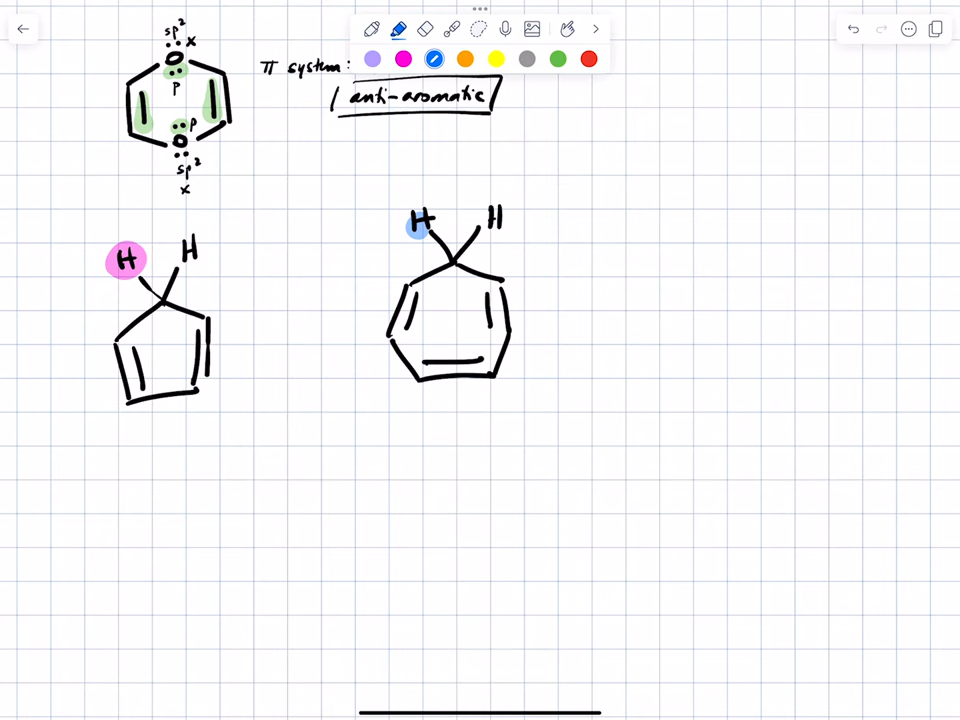 sp²
x
O
p
π system:
anti-aromatic
p
O
sp²
x
H
H
H
H